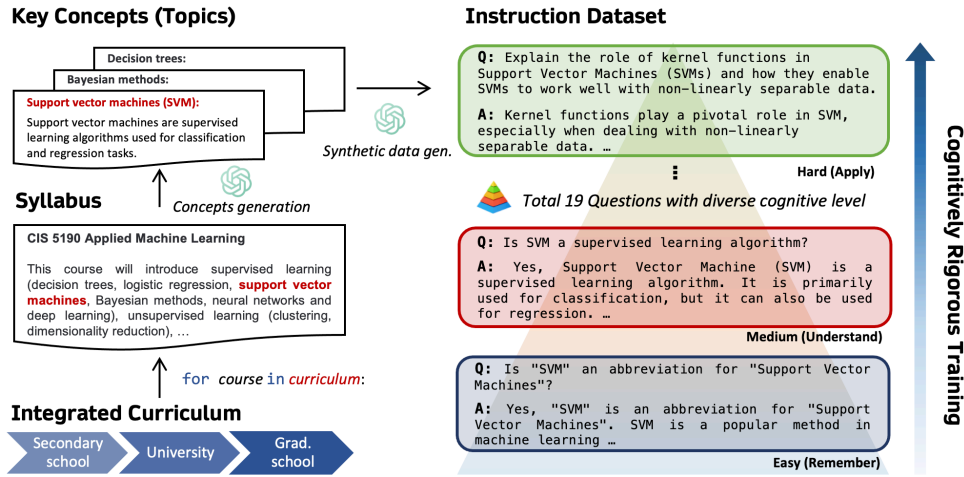 Key Concepts (Topics)
Decision trees:
Bayesian methods:
Support vector machines (SVM):
Support vector machines are supervised
learning algorithms used for classification
and regression tasks.
Synthetic data gen.
Concepts generation
Syllabus
CIS 5190 Applied Machine Learning
This course will introduce supervised learning
(decision trees, logistic regression, support vector
machines, Bayesian methods, neural networks and
deep learning), unsupervised learning (clustering,
dimensionality reduction), ...
for course in curriculum:
Integrated Curriculum
Secondary
school
University
Grad.
school
Instruction Dataset
Q: Explain the role of kernel functions in
Support Vector Machines (SVMs) and how they enable
SVMs to work well with non-linearly separable data.
A: Kernel functions play a pivotal role in SVM,
especially when dealing with non-linearly
separable data. …
Hard (Apply)
Total 19 Questions with diverse cognitive level
Q: Is SVM a supervised learning algorithm?
A: Yes, Support Vector Machine (SVM) is a
supervised learning algorithm. It is primarily
used for classification, but it can also be used
for regression. …
Medium (Understand)
Q: Is "SVM" an abbreviation for "Support Vector
Machines"?
A: Yes, "SVM" is an abbreviation for "Support
Vector Machines". SVM is a popular method in
machine learning …
Easy (Remember)
Cognitively Rigorous Training